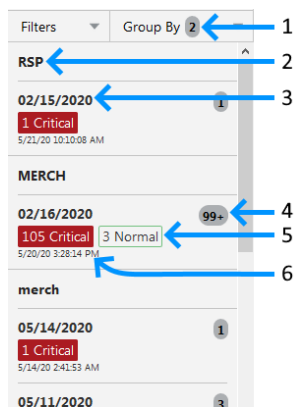 Filters Group By 2 1
RSP 2
02/15/2020 1 3
1 Critical
5/21/20 10:10:08 AM
MERCH
02/16/2020 99+ 4
105 Critical 3 Normal 5
5/20/20 3:28:14 PM 6
merch
05/14/2020 1
1 Critical
5/14/20 2:41:53 AM
05/11/2020 3